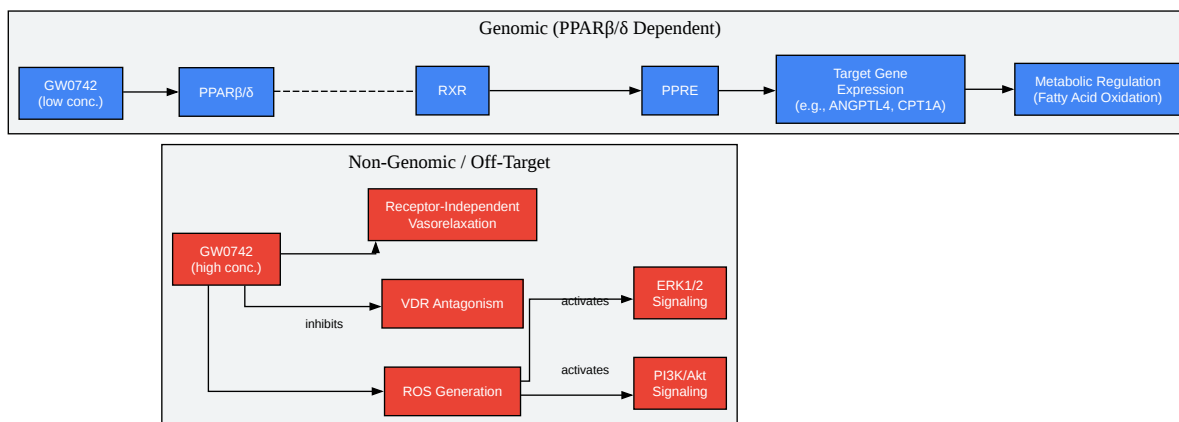 Genomic (PPARβ/δ Dependent)
GW0742
(low conc.)
PPARβ/δ
RXR
PPRE
Target Gene
Expression
(e.g., ANGPTL4, CPT1A)
Metabolic Regulation
(Fatty Acid Oxidation)
Non-Genomic / Off-Target
Receptor-Independent
Vasorelaxation
GW0742
(high conc.)
VDR Antagonism
inhibits
activates
ERK1/2
Signaling
ROS Generation
activates
PI3K/Akt
Signaling